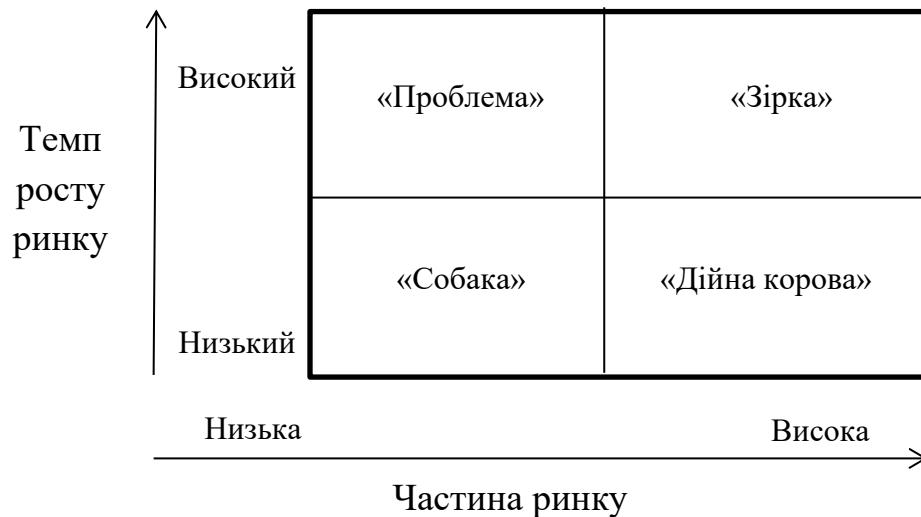 Високий
«Проблема»
«Зірка»
Темп
росту
ринку
«Собака»
«Дійна корова»
Низький
Низька
Висока
Частина ринку